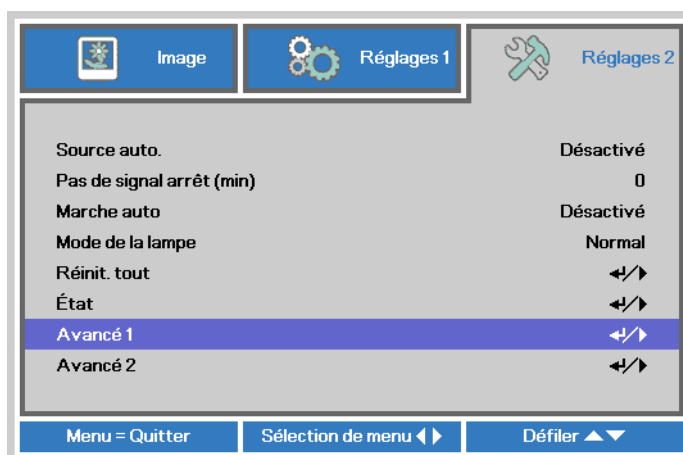 Image Réglages 1 Réglages 2
Source auto. Désactivé
Pas de signal arrêt (min) 0
Marche auto Désactivé
Mode de la lampe Normal
Réinit. tout ↵/▶
État ↵/▶
Avancé 1 ↵/▶
Avancé 2 ↵/▶
Menu = Quitter Sélection de menu ◀▶ Défiler ▲▼